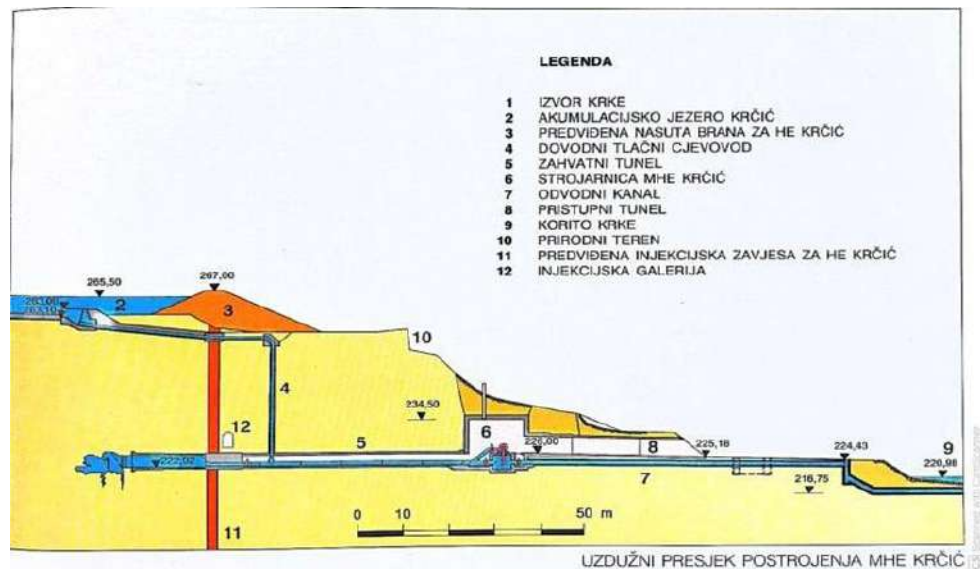 LEGENDA
1 IZVOR KRKE
2 AKUMULACIJSKO JEZERO KRČIĆ
3 PREDVIĐENA NASUTA BRANA ZA HE KRČIĆ
4 DOVODNI TLAČNI CJEVOVOD
5 ZAHVATNI TUNEL
6 STROJARNICA MHE KRČIĆ
7 ODVODNI KANAL
8 PRISTUPNI TUNEL
9 KORITO KRKE
10 PRIRODNI TEREN
11 PREDVIĐENA INJEKCIJSKA ZAVJESA ZA HE KRČIĆ
12 INJEKCIJSKA GALERIJA
265,50
267,00
2
3
10
4
234,50
12
5
6
226,00
8
225,18
224,43
9
220,98
7
216,75
0 10 50 m
11
UZDUŽNI PRESJEK POSTROJENJA MHE KRČIĆ